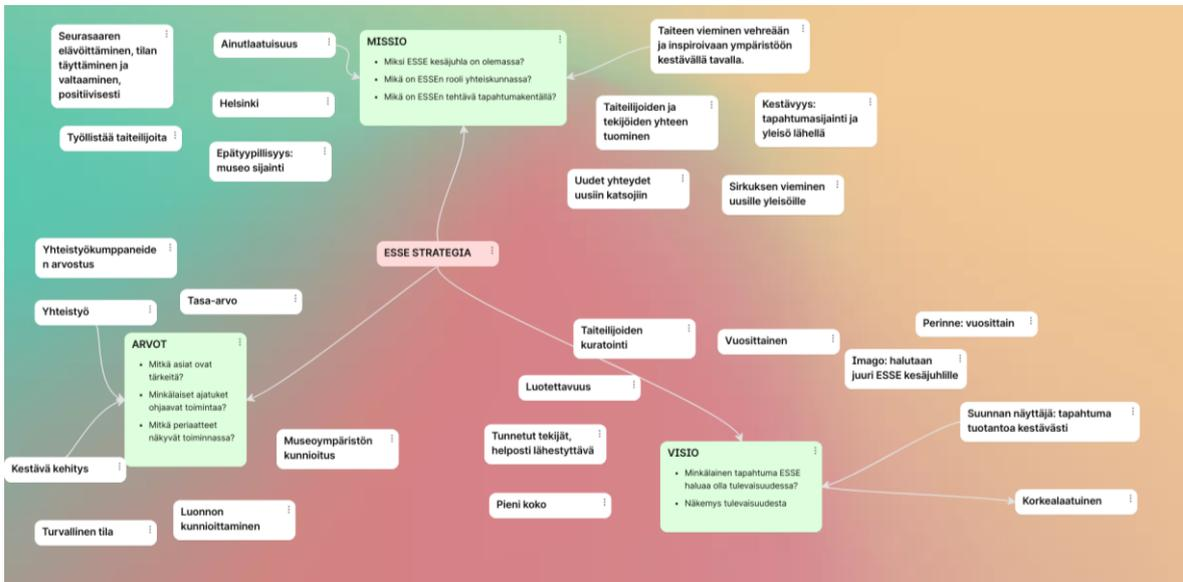 Seurasaaren
elävöittäminen, tilan
täyttäminen ja
valtaaminen,
positiivisesti
Työllistää taiteilijoita
Ainutlaatuisuus
Helsinki
Epätyypillisyys:
museo sijainti
MISSIO
• Miksi ESSE kesäjuhla on olemassa?
• Mikä on ESSEn rooli yhteiskunnassa?
• Mikä on ESSEn tehtävä tapahtumakentällä?
Taiteen vieminen vehreään
ja inspiroivaan ympäristöön
kestävällä tavalla.
Taiteilijoiden ja
tekijöiden yhteen
tuominen
Kestävyys:
tapahtumasijainti ja
yleisö lähellä
Uudet yhteydet
uusiin katsojiin
Sirkuksen vieminen
uusille yleisöille
ESSE STRATEGIA
Yhteistyökumppaneide
n arvostus
Yhteistyö
Tasa-arvo
ARVOT
• Mitkä asiat ovat
tärkeitä?
• Minkälaiset ajatuket
ohjaavat toimintaa?
• Mitkä periaatteet
näkyvät toiminnassa?
Kestävä kehitys
Museoympäristön
kunnioitus
Turvallinen tila
Luonnon
kunnioittaminen
Taiteilijoiden
kuratointi
Vuosittainen
Perinne: vuosittain
Imago: halutaan
juuri ESSE kesäjuhlille
Luotettavuus
Tunnetut tekijät,
helposti lähestyttävä
Pieni koko
VISIO
• Minkälainen tapahtuma ESSE
haluaa olla tulevaisuudessa?
• Näkemys tulevaisuudesta
Suunnan näyttäjä: tapahtuma
tuotantoa kestävästi
Korkealaatuinen